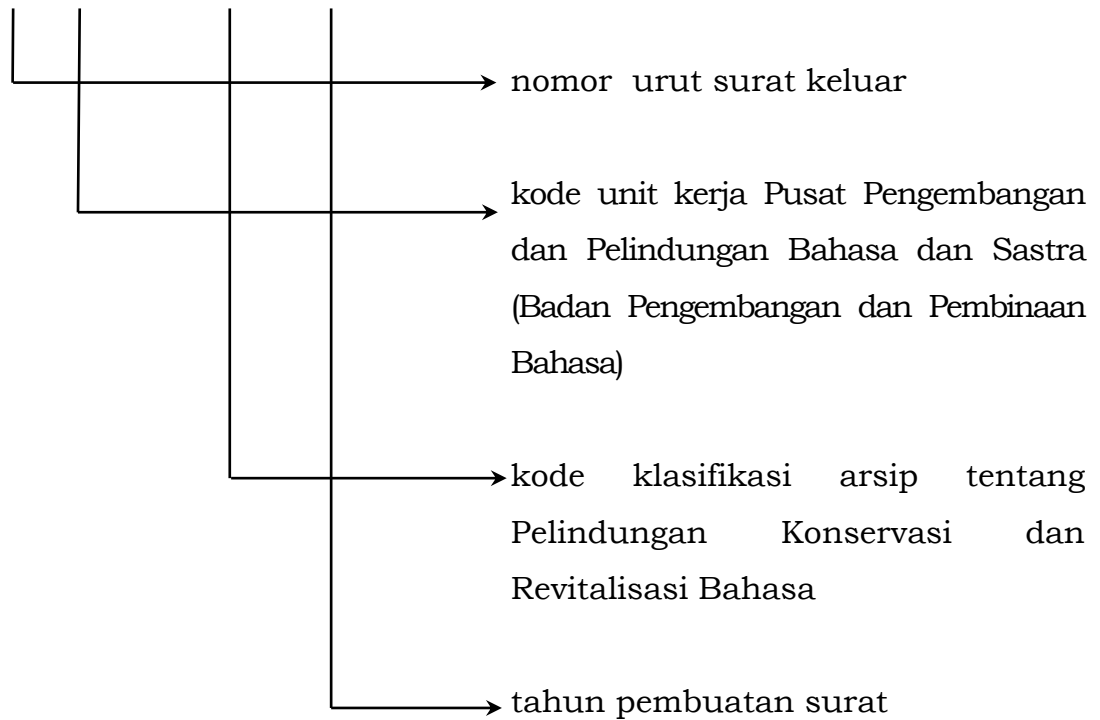 nomor urut surat keluar
kode unit kerja Pusat Pengembangan
dan Pelindungan Bahasa dan Sastra
(Badan Pengembangan dan Pembinaan
Bahasa)
kode klasifikasi arsip tentang
Pelindungan Konservasi dan
Revitalisasi Bahasa
tahun pembuatan surat